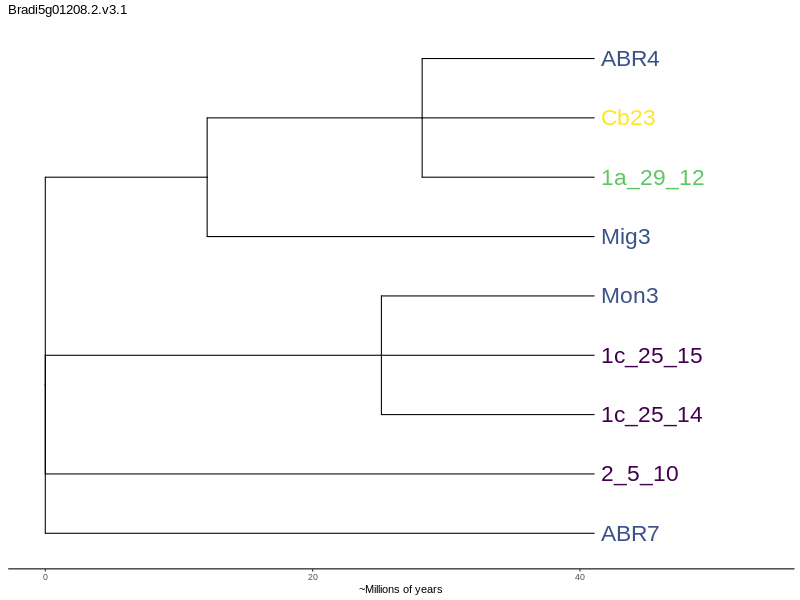 Bradi5g01208.2.v3.1
ABR4
Cb23
1a_29_12
Mig3
Mon3
1c_25_15
1c_25_14
2_5_10
ABR7
0 20 40
~Millions of years